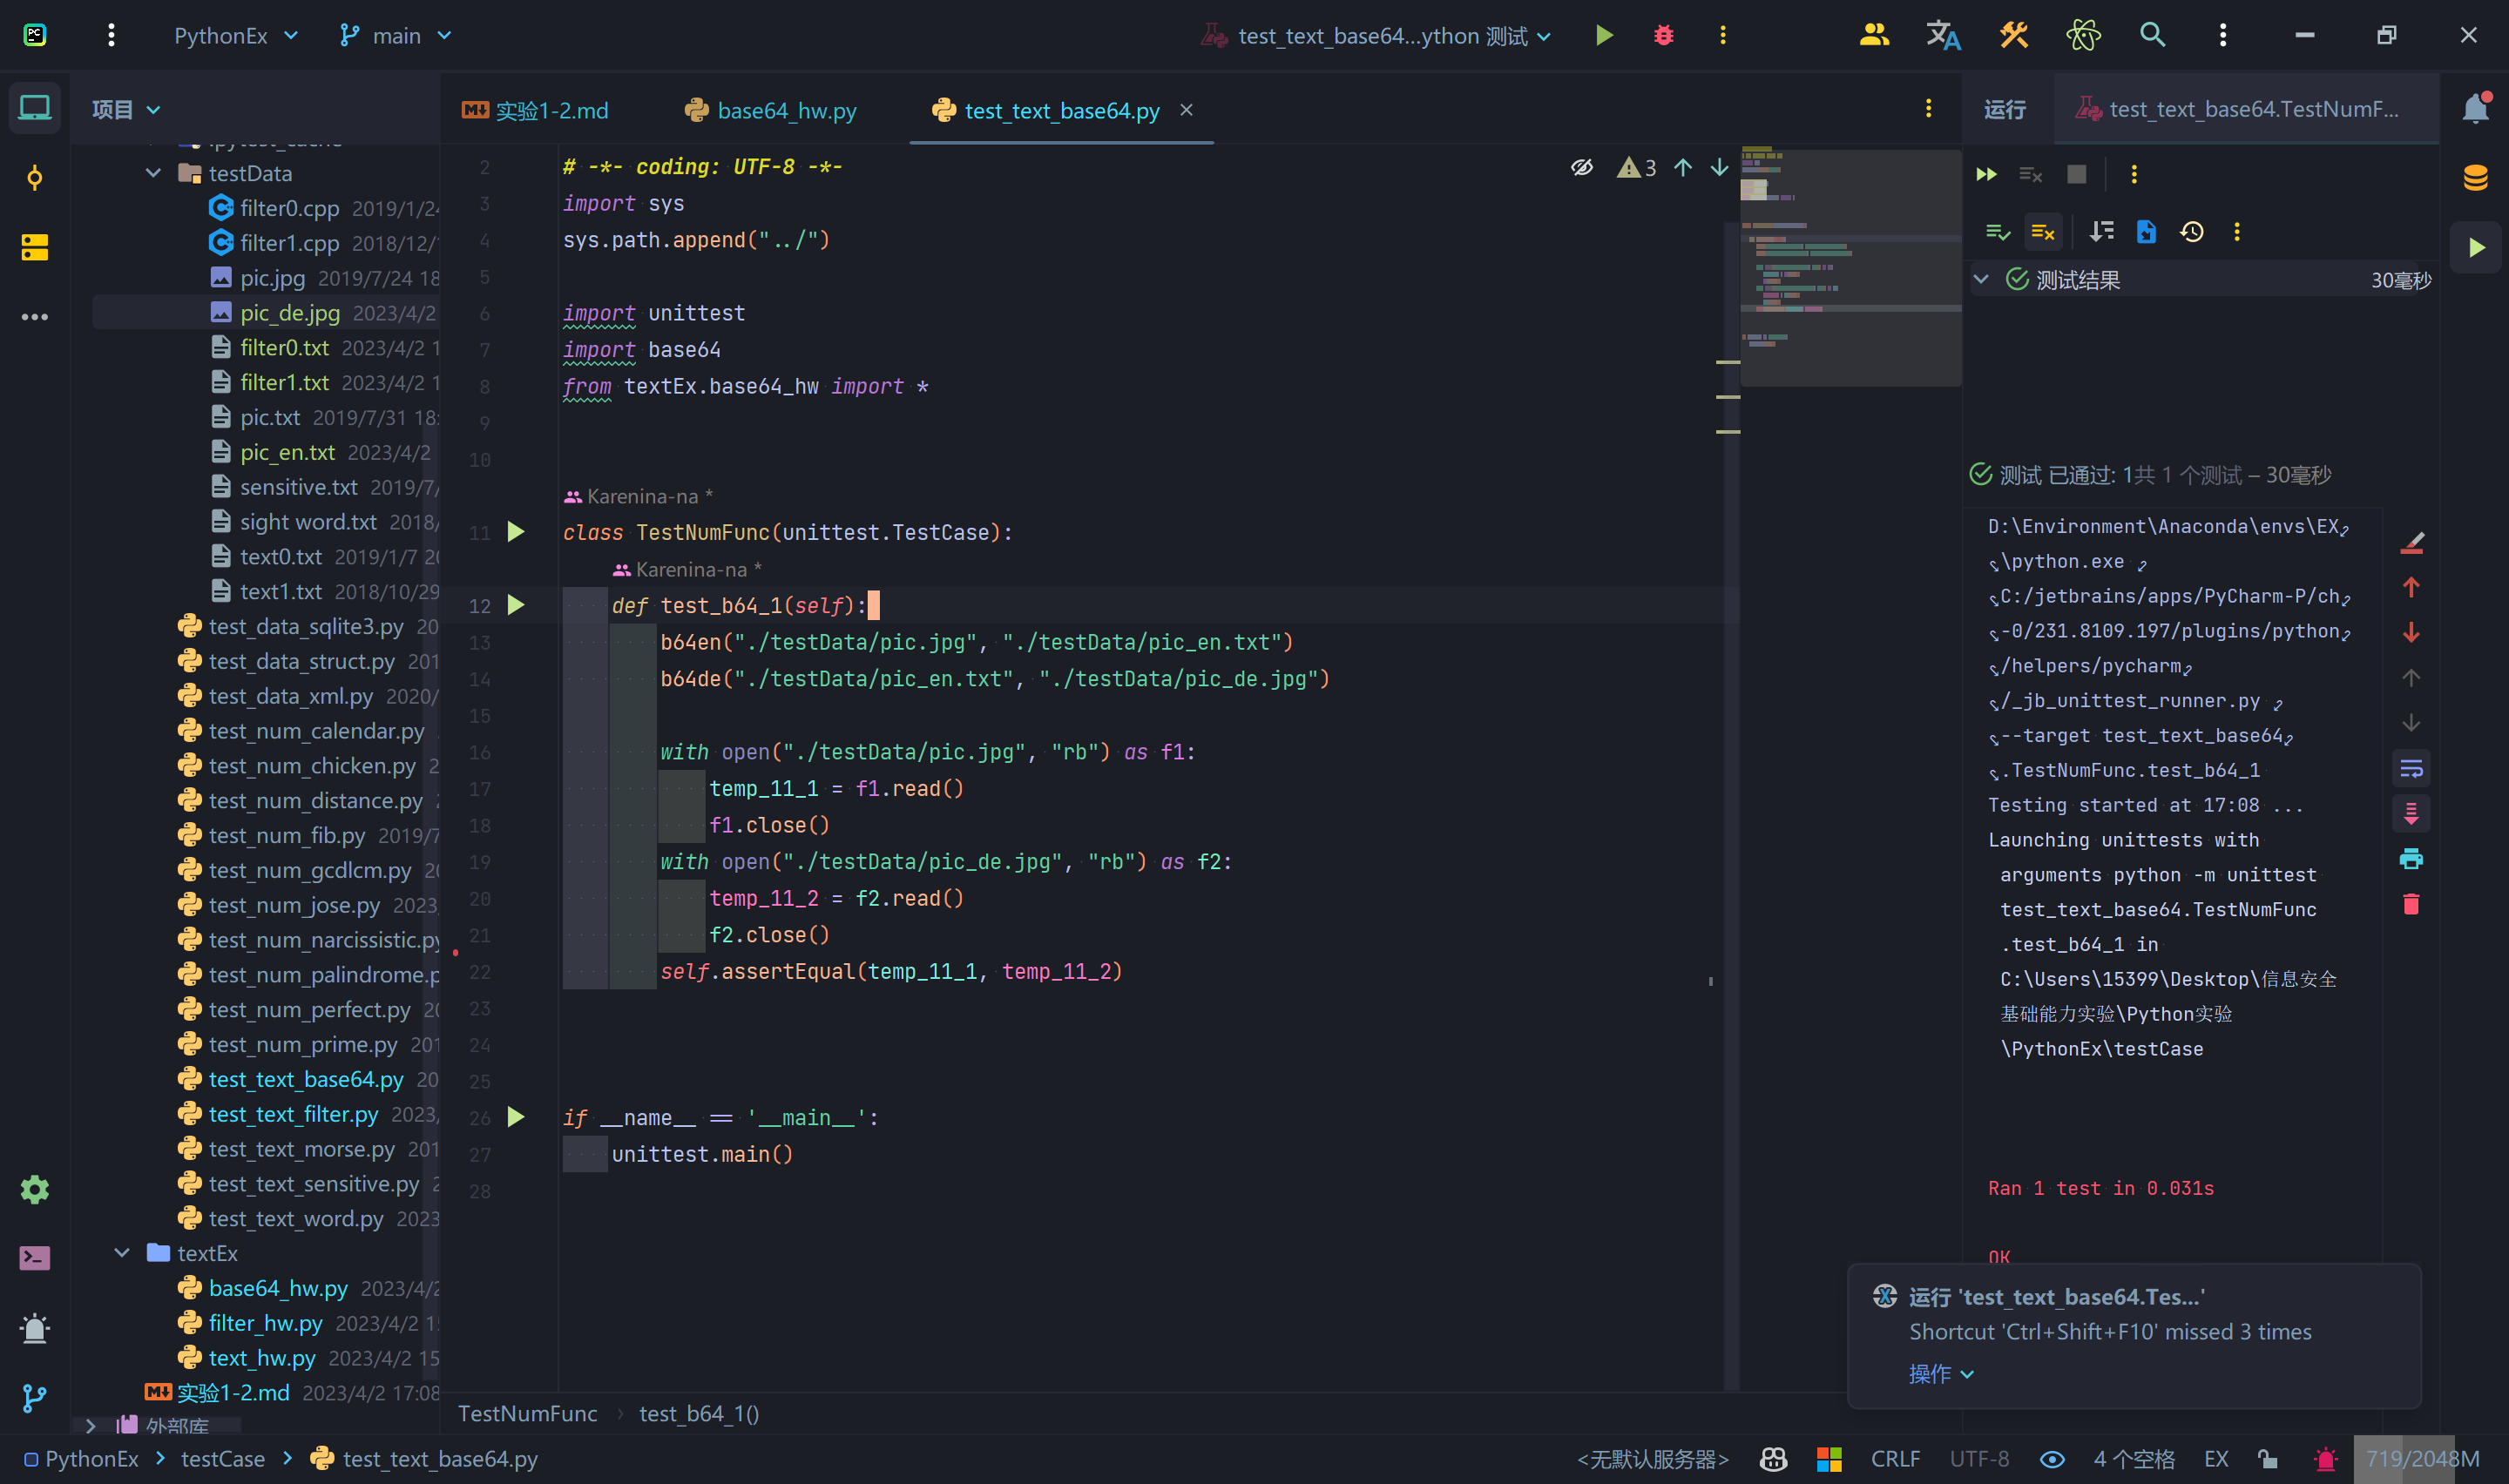 PC PythonEx main test_text_base64...ython 测试
项目
实验1-2.md base64_hw.py test_text_base64.py
运行 test_text_base64.TestNumF...
testData
filter0.cpp 2019/1/24
filter1.cpp 2018/12/
pic.jpg 2019/7/24 18
pic_de.jpg 2023/4/2
filter0.txt 2023/4/2 1
filter1.txt 2023/4/2 1
pic.txt 2019/7/31 18:
pic_en.txt 2023/4/2
sensitive.txt 2019/7/
sight word.txt 2018/
text0.txt 2019/1/7 20
text1.txt 2018/10/29
test_data_sqlite3.py 20
test_data_struct.py 201
test_data_xml.py 2020/
test_num_calendar.py
test_num_chicken.py 2
test_num_distance.py
test_num_fib.py 2019/7
test_num_gcdlcm.py 20
test_num_jose.py 2023
test_num_narcissistic.py
test_num_palindrome.p
test_num_perfect.py 20
test_num_prime.py 201
test_text_base64.py 20
test_text_filter.py 2023/
test_text_morse.py 201
test_text_sensitive.py 2
test_text_word.py 2023
textEx
base64_hw.py 2023/4/2
filter_hw.py 2023/4/2 15
text_hw.py 2023/4/2 15
实验1-2.md 2023/4/2 17:08
外部库
2 # -*- coding: UTF-8 -*-
3 import sys
4 sys.path.append("../")
5
6 import unittest
7 import base64
8 from textEx.base64_hw import *
9
10
Karenina-na *
11 class TestNumFunc(unittest.TestCase):
Karenina-na *
12 def test_b64_1(self):
13 b64en("./testData/pic.jpg", "./testData/pic_en.txt")
14 b64de("./testData/pic_en.txt", "./testData/pic_de.jpg")
15
16 with open("./testData/pic.jpg", "rb") as f1:
17 temp_11_1 = f1.read()
18 f1.close()
19 with open("./testData/pic_de.jpg", "rb") as f2:
20 temp_11_2 = f2.read()
21 f2.close()
22 self.assertEqual(temp_11_1, temp_11_2)
23
24
25
26 if __name__ == '__main__':
27 unittest.main()
28
3
TestNumFunc › test_b64_1()
测试结果 30毫秒
测试 已通过: 1共 1 个测试 – 30毫秒
D:\Environment\Anaconda\envs\EX
\python.exe
C:/jetbrains/apps/PyCharm-P/ch
-0/231.8109.197/plugins/python
/helpers/pycharm
/_jb_unittest_runner.py
--target test_text_base64
.TestNumFunc.test_b64_1
Testing started at 17:08 ...
Launching unittests with
arguments python -m unittest
test_text_base64.TestNumFunc
.test_b64_1 in
C:\Users\15399\Desktop\信息安全
基础能力实验\Python实验
\PythonEx\testCase
Ran 1 test in 0.031s
OK
运行 'test_text_base64.Tes...'
Shortcut 'Ctrl+Shift+F10' missed 3 times
操作
PythonEx > testCase > test_text_base64.py
<无默认服务器> CRLF UTF-8 4 个空格 EX 719/2048M